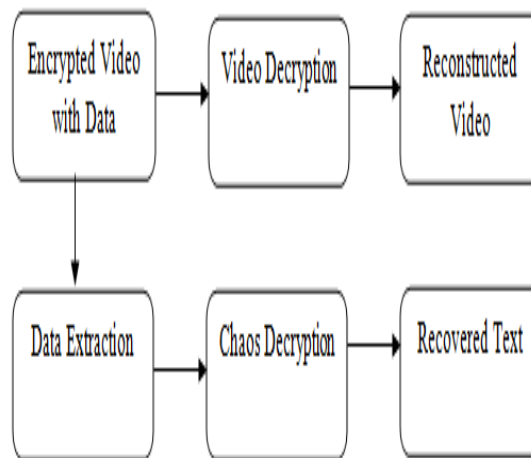 Encrypted Video
with Data
Video Decryption
Reconstructed
Video
Data Extraction
Chaos Decryption
Recovered Text